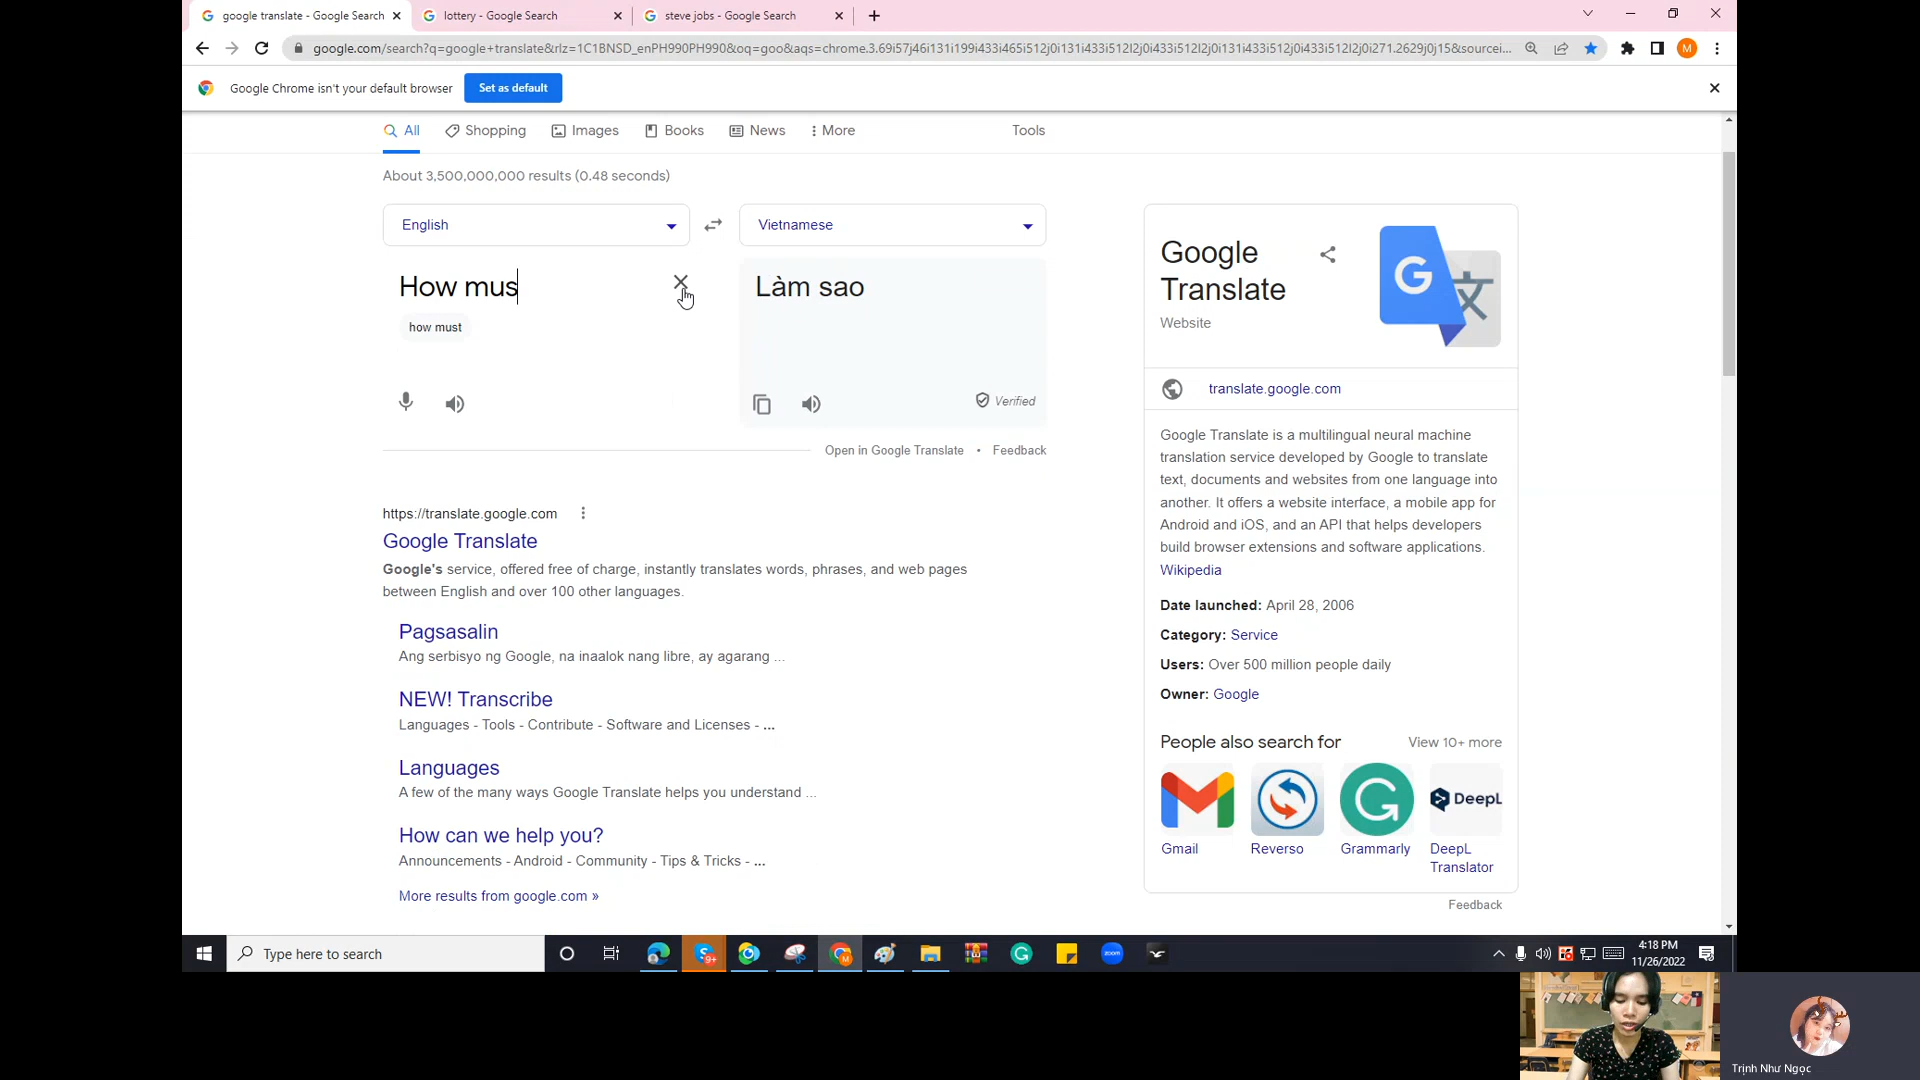 google translate - Google Search
lottery - Google Search
steve jobs - Google Search
google.com/search?q=google+translate&rlz=1C1BNSD_enPH990PH990&oq=goo&aqs=chrome.3.69i57j46i131i199i433i465i512j0i131i433i512l2j0i433i512l2j0i131i433i512j0i433i512l2j0i271.2629j0j15&sourcei...
M
Google Chrome isn't your default browser
Set as default
All
Shopping
Images
Books
News
More
Tools
About 3,500,000,000 results (0.48 seconds)
English
Vietnamese
How mus
how must
Làm sao
Verified
Open in Google Translate • Feedback
https://translate.google.com
Google Translate
Google's service, offered free of charge, instantly translates words, phrases, and web pages
between English and over 100 other languages.
Pagsasalin
Ang serbisyo ng Google, na inaalok nang libre, ay agarang ...
NEW! Transcribe
Languages - Tools - Contribute - Software and Licenses - ...
Languages
A few of the many ways Google Translate helps you understand ...
How can we help you?
Announcements - Android - Community - Tips & Tricks - ...
More results from google.com »
Google
Translate
Website
G
文
translate.google.com
Google Translate is a multilingual neural machine
translation service developed by Google to translate
text, documents and websites from one language into
another. It offers a website interface, a mobile app for
Android and iOS, and an API that helps developers
build browser extensions and software applications.
Wikipedia
Date launched: April 28, 2006
Category: Service
Users: Over 500 million people daily
Owner: Google
People also search for
View 10+ more
DeepL
Gmail
Reverso
Grammarly
DeepL
Translator
Feedback
Type here to search
9+
M
zoom
4:18 PM
11/26/2022
Trịnh Như Ngọc